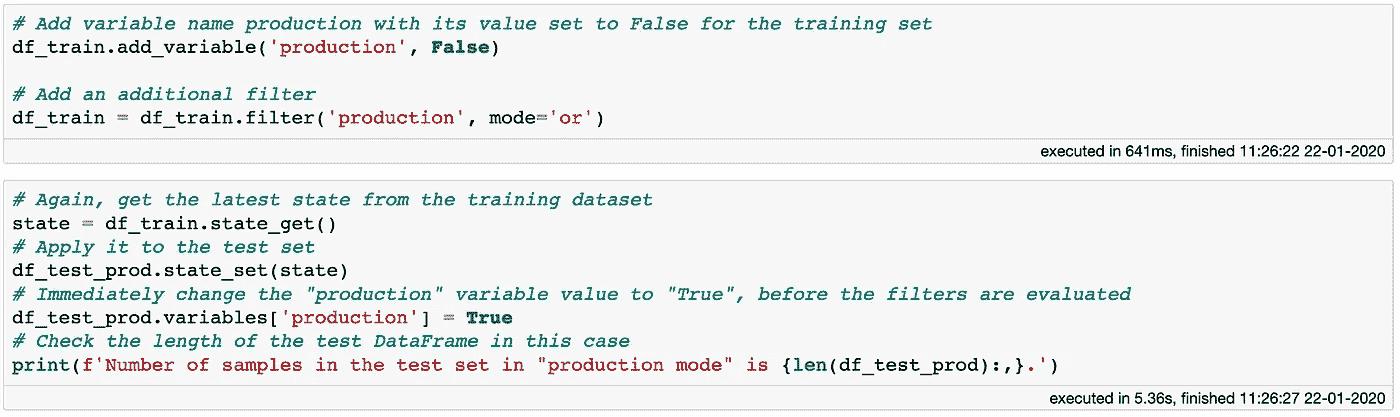 # Add variable name production with its value set to False for the training set
df_train.add_variable('production', False)
# Add an additional filter
df_train = df_train.filter('production', mode='or')
executed in 641ms, finished 11:26:22 22-01-2020
# Again, get the latest state from the training dataset
state = df_train.state_get()
# Apply it to the test set
df_test_prod.state_set(state)
# Immediately change the "production" variable value to "True", before the filters are evaluated
df_test_prod.variables['production'] = True
# Check the length of the test DataFrame in this case
print(f'Number of samples in the test set in "production mode" is {len(df_test_prod):,}.')
executed in 5.36s, finished 11:26:27 22-01-2020